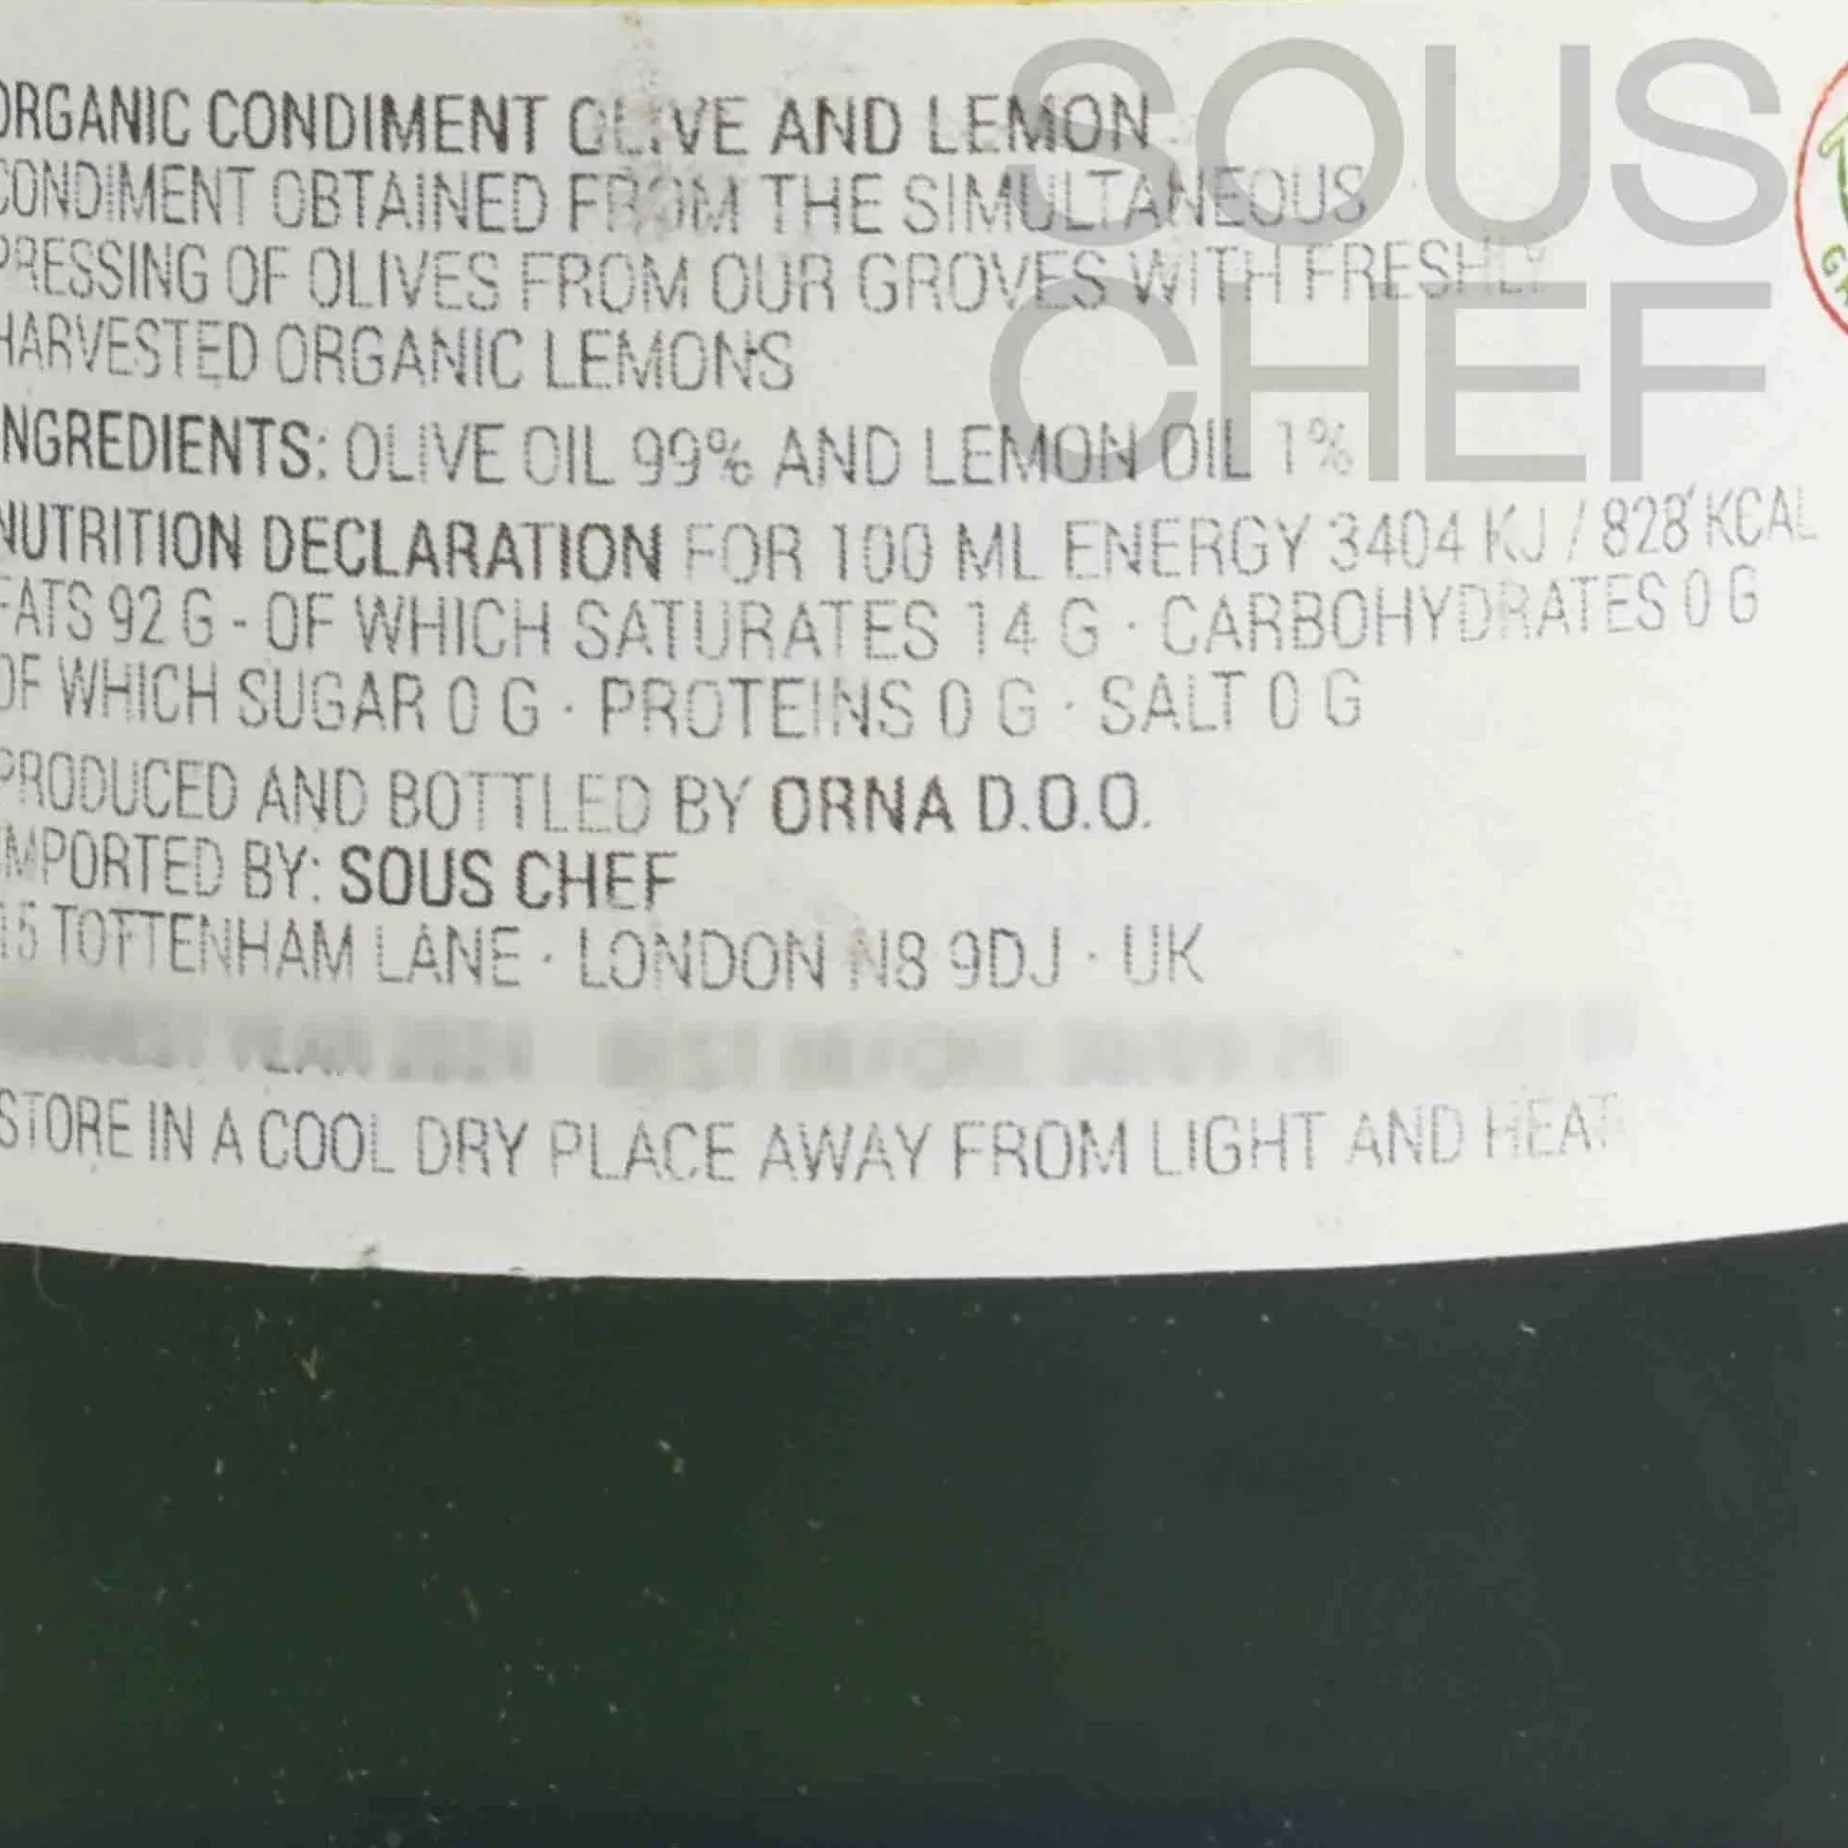 SOUS
CHEF
ORGANIC CONDIMENT OLIVE AND LEMON
CONDIMENT OBTAINED FROM THE SIMULTANEOUS
PRESSING OF OLIVES FROM OUR GROVES WITH FRESHLY
HARVESTED ORGANIC LEMONS
INGREDIENTS: OLIVE OIL 99% AND LEMON OIL 1%
NUTRITION DECLARATION FOR 100 ML ENERGY 3404 KJ / 828 KCAL
FATS 92 G - OF WHICH SATURATES 14 G · CARBOHYDRATES 0 G
OF WHICH SUGAR 0 G · PROTEINS 0 G · SALT 0 G
PRODUCED AND BOTTLED BY ORNA D.O.O.
IMPORTED BY: SOUS CHEF
15 TOTTENHAM LANE · LONDON N8 9DJ · UK
STORE IN A COOL DRY PLACE AWAY FROM LIGHT AND HEAT